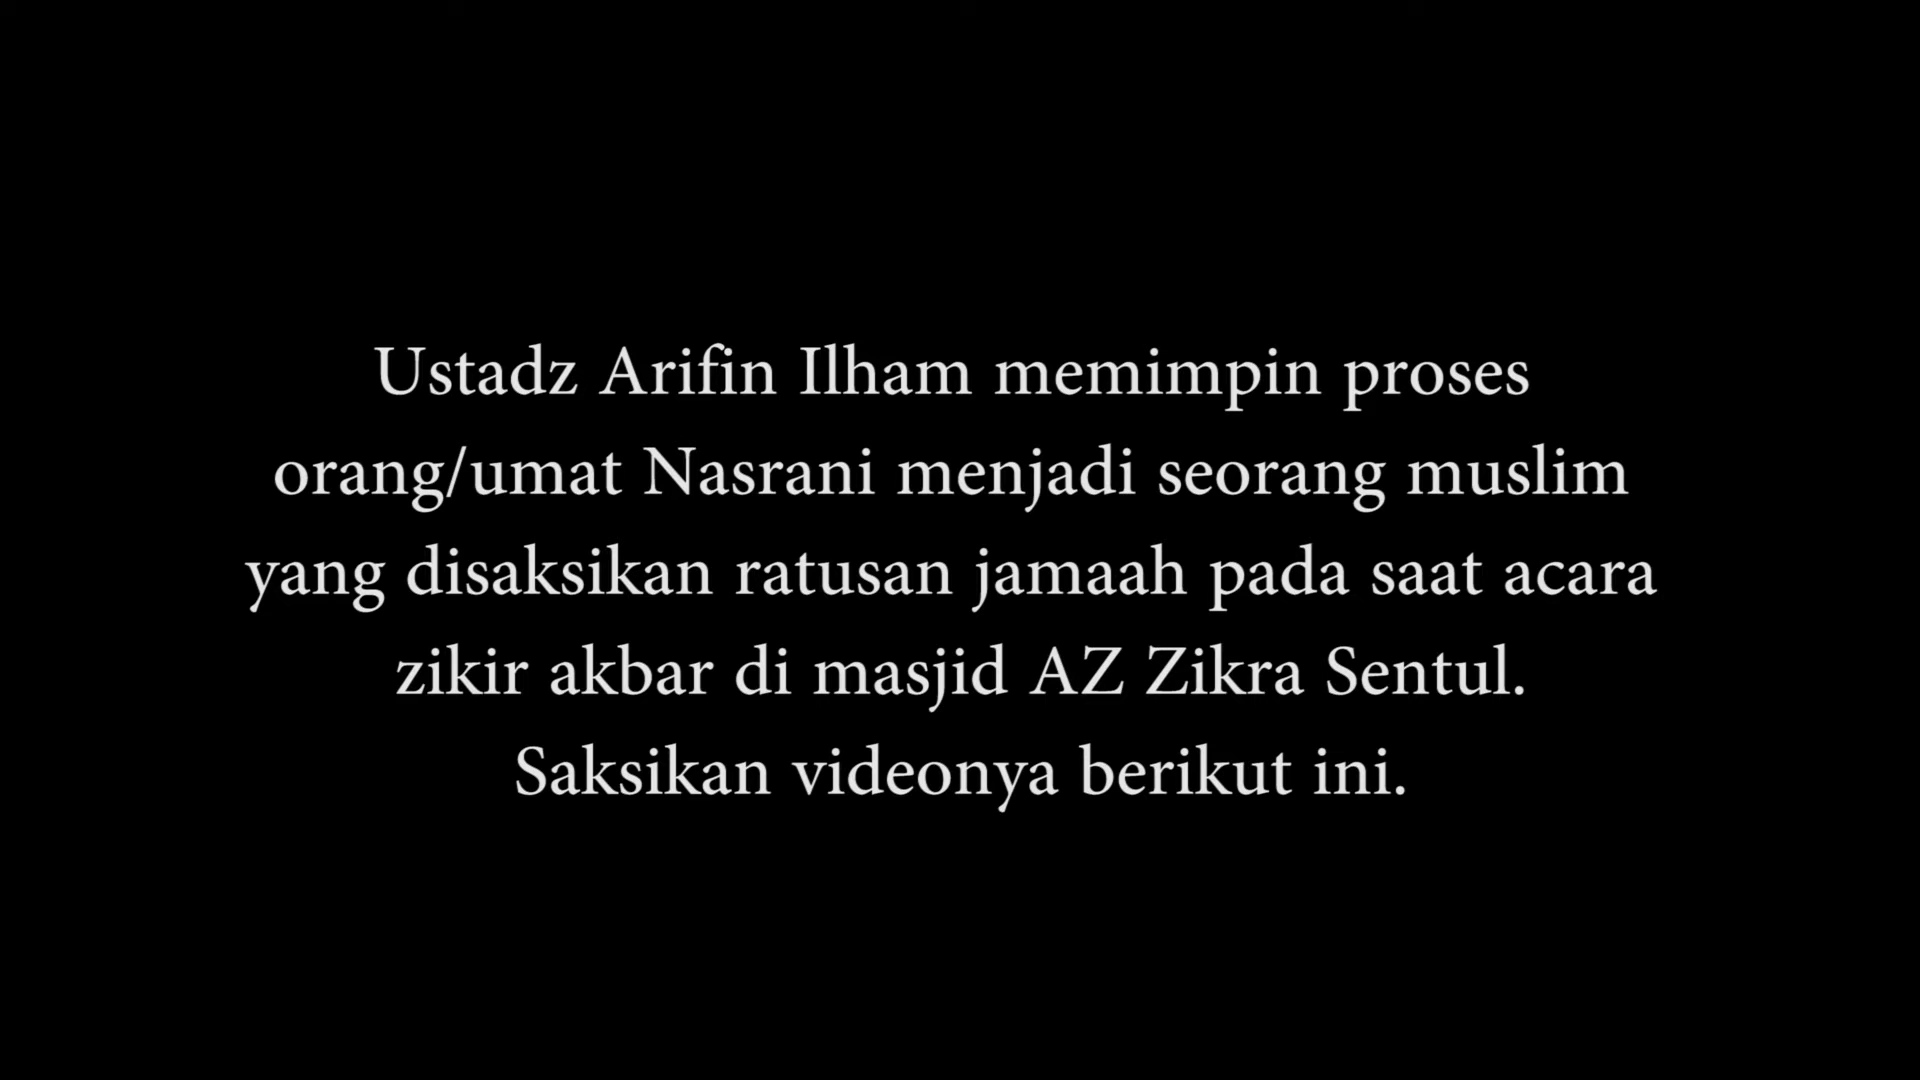 Ustadz Arifin Ilham memimpin proses
orang/umat Nasrani menjadi seorang muslim
yang disaksikan ratusan jamaah pada saat acara
zikir akbar di masjid AZ Zikra Sentul.
Saksikan videonya berikut ini.